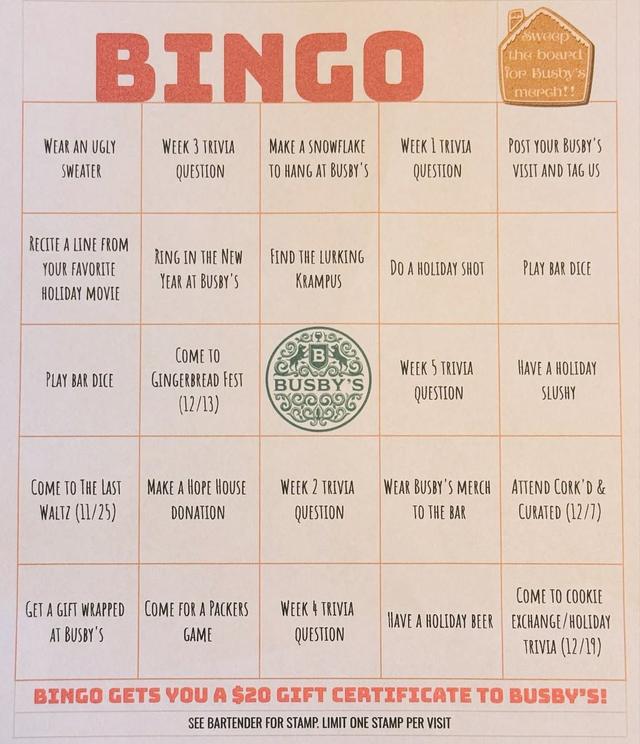 BINGO
Sweep
the board
for Busby's
merch!!
WEAR AN UGLY
SWEATER
WEEK 3 TRIVIA
QUESTION
MAKE A SNOWFLAKE
TO HANG AT BUSBY'S
WEEK 1 TRIVIA
QUESTION
POST YOUR BUSBY'S
VISIT AND TAG US
RECITE A LINE FROM
YOUR FAVORITE
HOLIDAY MOVIE
RING IN THE NEW
YEAR AT BUSBY'S
FIND THE LURKING
KRAMPUS
DO A HOLIDAY SHOT
PLAY BAR DICE
PLAY BAR DICE
COME TO
GINGERBREAD FEST
(12/13)
B
BUSBY'S
WEEK 5 TRIVIA
QUESTION
HAVE A HOLIDAY
SLUSHY
COME TO THE LAST
WALTZ (11/25)
MAKE A HOPE HOUSE
DONATION
WEEK 2 TRIVIA
QUESTION
WEAR BUSBY'S MERCH
TO THE BAR
ATTEND CORK'D &
CURATED (12/7)
GET A GIFT WRAPPED
AT BUSBY'S
COME FOR A PACKERS
GAME
WEEK 4 TRIVIA
QUESTION
HAVE A HOLIDAY BEER
COME TO COOKIE
EXCHANGE/HOLIDAY
TRIVIA (12/19)
BINGO GETS YOU A $20 GIFT CERTIFICATE TO BUSBY'S!
SEE BARTENDER FOR STAMP. LIMIT ONE STAMP PER VISIT